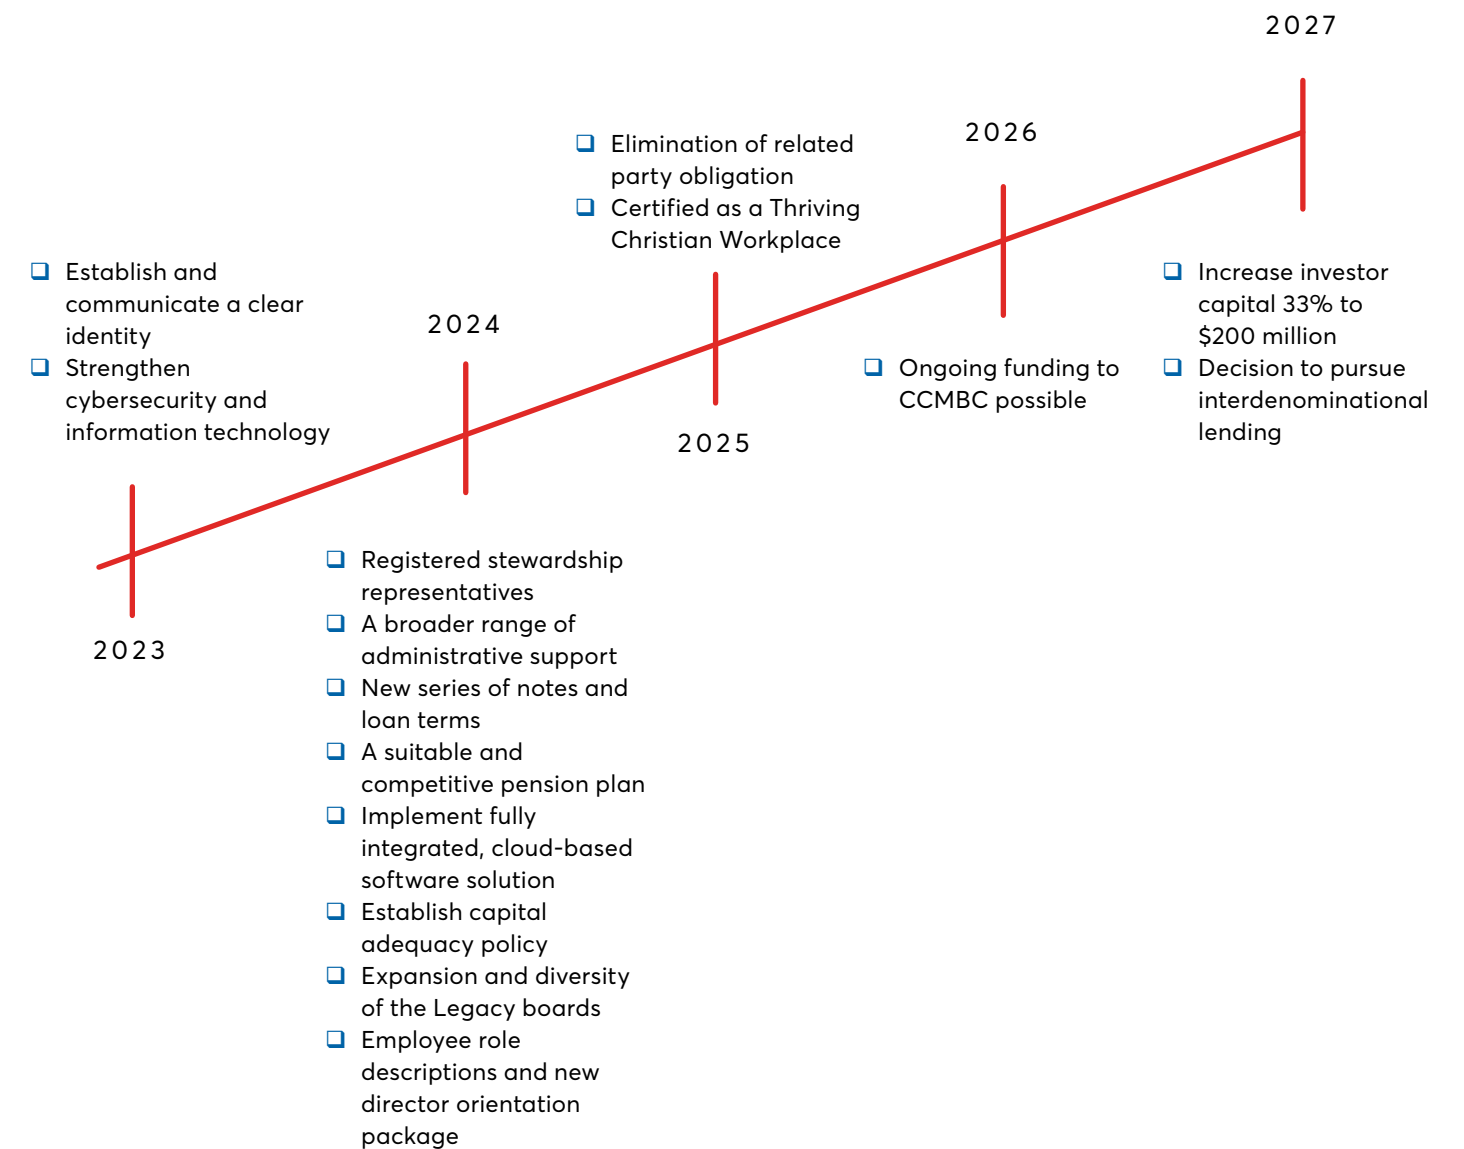 2023
Establish and
communicate a clear
identity
Strengthen
cybersecurity and
information technology
2024
Registered stewardship
representatives
A broader range of
administrative support
New series of notes and
loan terms
A suitable and
competitive pension plan
Implement fully
integrated, cloud-based
software solution
Establish capital
adequacy policy
Expansion and diversity
of the Legacy boards
Employee role
descriptions and new
director orientation
package
2025
Elimination of related
party obligation
Certified as a Thriving
Christian Workplace
2026
Ongoing funding to
CCMBC possible
2027
Increase investor
capital 33% to
$200 million
Decision to pursue
interdenominational
lending